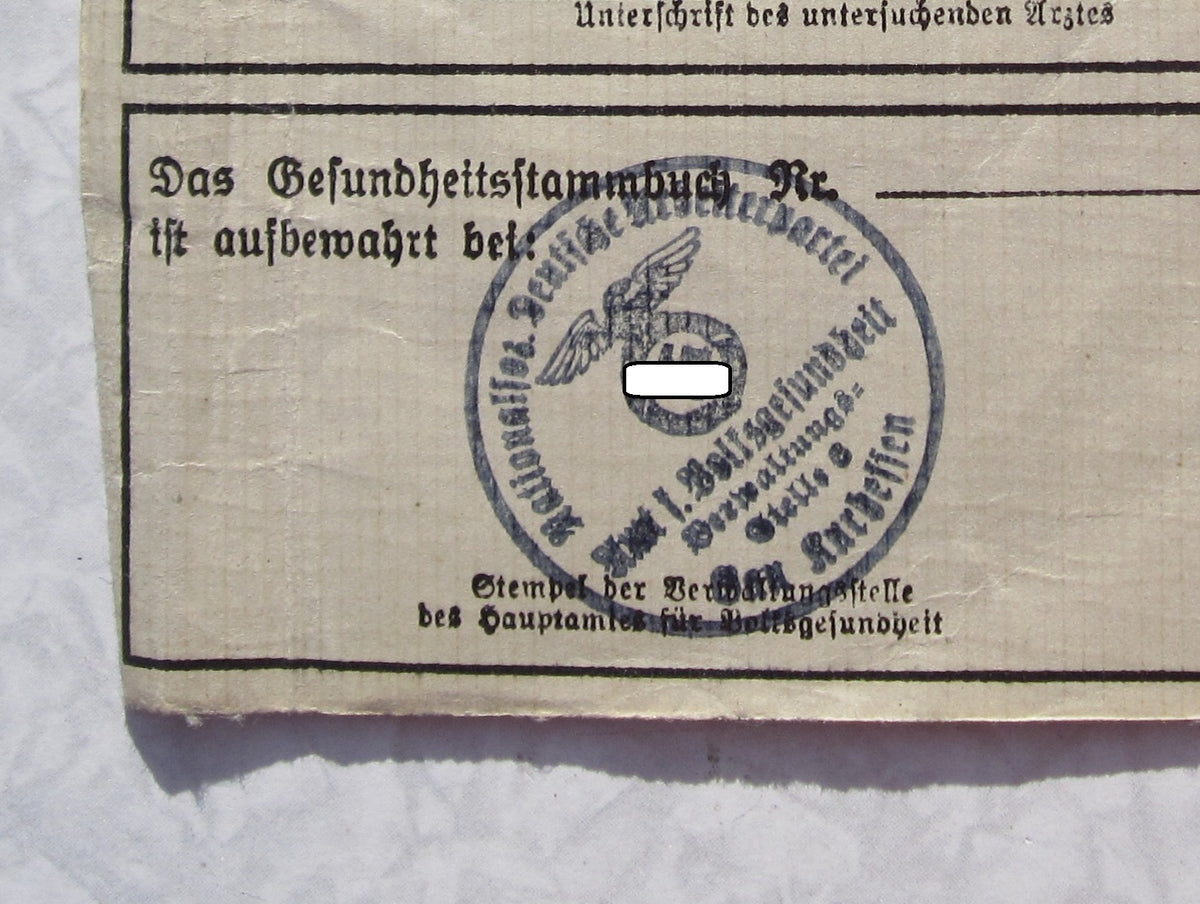 Unterschrift des untersuchenden Arztes
Das Gesundheitsstammbuch Nr.
ist aufbewahrt bei:
Nationalsoz. Deutsche Arbeiterpartei
Amt f. Volksgesundheit
Verwaltungs-
Stelle 8
Gau Kurhessen
Stempel der Verwaltungsstelle
des Hauptamtes für Volksgesundheit